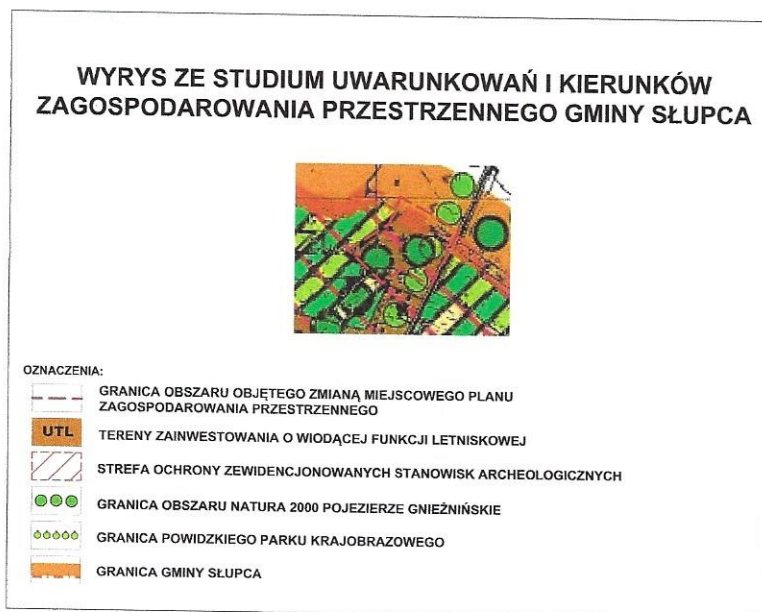 WYRYS ZE STUDIUM UWARUNKOWAŃ I KIERUNKÓW
ZAGOSPODAROWANIA PRZESTRZENNEGO GMINY SŁUPCA
OZNACZENIA:
GRANICA OBSZARU OBJĘTEGO ZMIANĄ MIEJSCOWEGO PLANU
ZAGOSPODAROWANIA PRZESTRZENNEGO
UTL TERENY ZAINWESTOWANIA O WIODĄCEJ FUNKCJI LETNISKOWEJ
STREFA OCHRONY ZEWIDENCJONOWANYCH STANOWISK ARCHEOLOGICZNYCH
GRANICA OBSZARU NATURA 2000 POJEZIERZE GNIEŹNIŃSKIE
GRANICA POWIDZKIEGO PARKU KRAJOBRAZOWEGO
GRANICA GMINY SŁUPCA